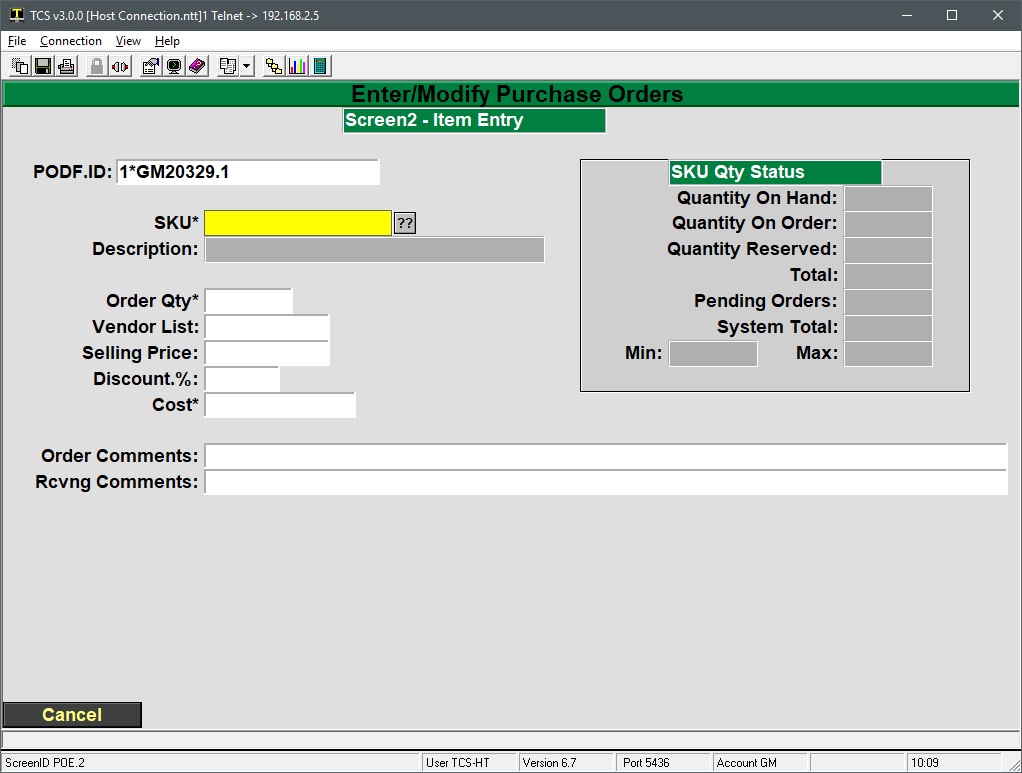 TCS v3.0.0 [Host Connection.ntt]1 Telnet -> 192.168.2.5
File Connection View Help
Enter/Modify Purchase Orders
Screen2 - Item Entry
PODF.ID: 1*GM20329.1
SKU* ??
Description:
Order Qty*
Vendor List:
Selling Price:
Discount.%:
Cost*
SKU Qty Status
Quantity On Hand:
Quantity On Order:
Quantity Reserved:
Total:
Pending Orders:
System Total:
Min: Max:
Order Comments:
Rcvng Comments:
Cancel
ScreenID POE.2 User TCS-HT Version 6.7 Port 5436 Account GM 10:09